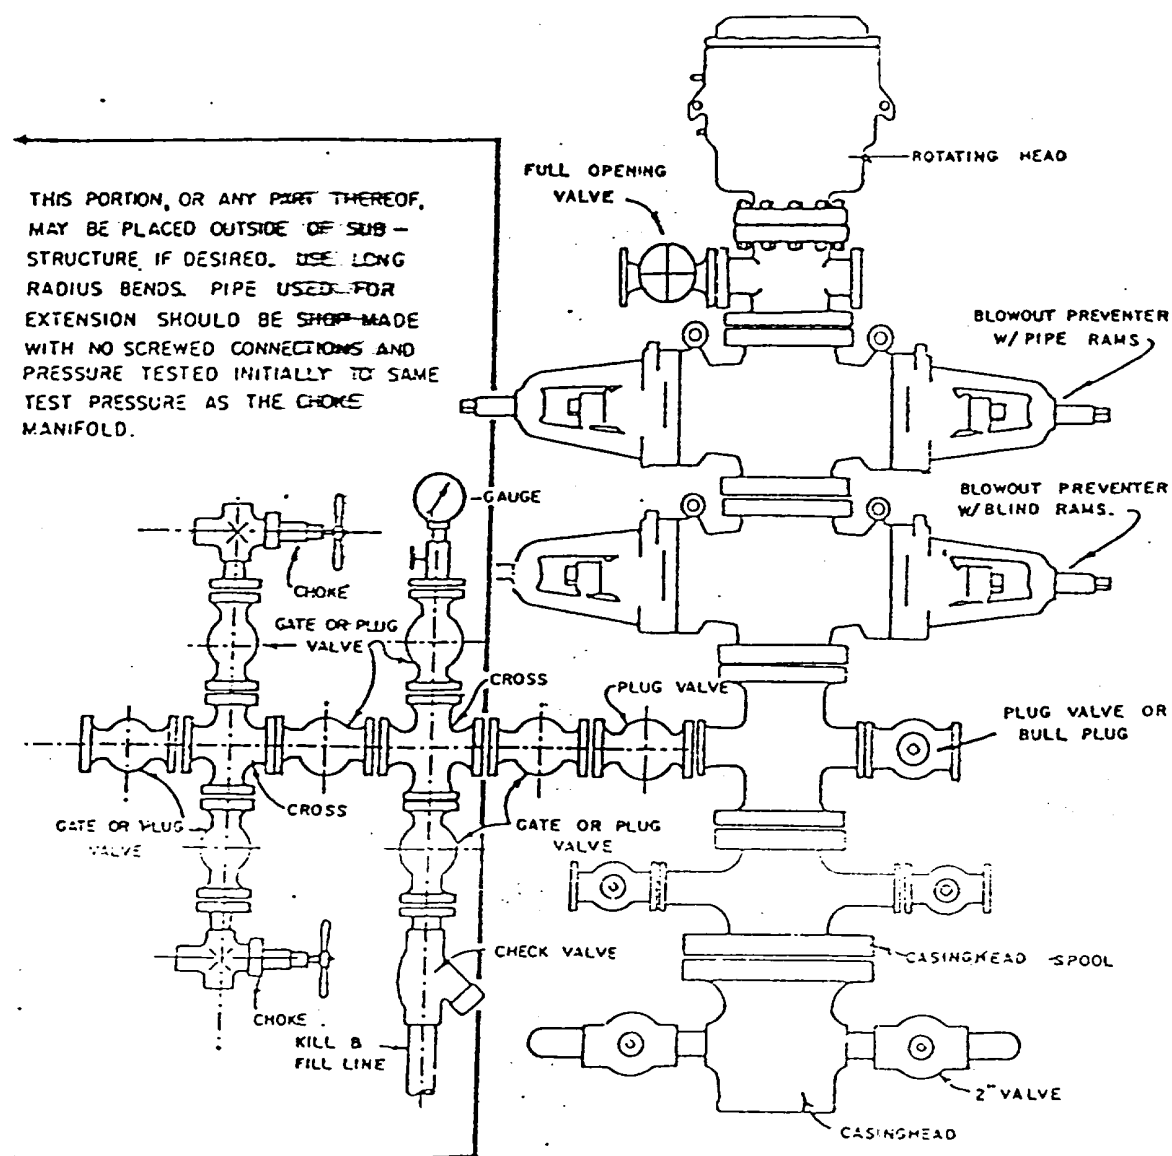 THIS PORTION, OR ANY PART THEREOF,
MAY BE PLACED OUTSIDE OF SUB-
STRUCTURE IF DESIRED. USE LONG
RADIUS BENDS. PIPE USED FOR
EXTENSION SHOULD BE SHOP MADE
WITH NO SCREWED CONNECTIONS AND
PRESSURE TESTED INITIALLY TO SAME
TEST PRESSURE AS THE CHOKE
MANIFOLD.
ROTATING HEAD
FULL OPENING
VALVE
BLOWOUT PREVENTER
W/PIPE RAMS
BLOWOUT PREVENTER
W/BLIND RAMS.
GAUGE
CHOKE
GATE OR PLUG
VALVE
CROSS
PLUG VALVE
PLUG VALVE OR
BULL PLUG
CROSS
GATE OR PLUG
VALVE
GATE OR PLUG
VALVE
CHECK VALVE
CASINGHEAD SPOOL
CHOKE
KILL &
FILL LINE
2" VALVE
CASINGHEAD